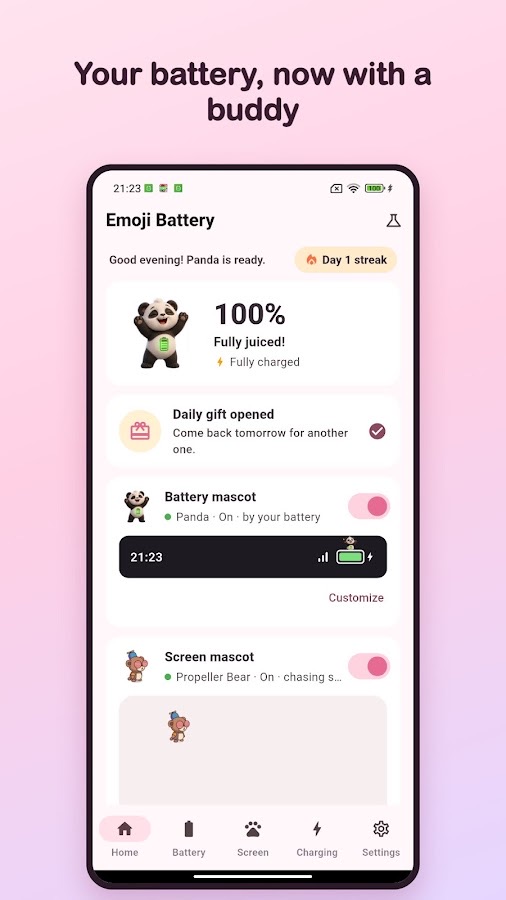 Your battery, now with a
buddy
21:23
100
Emoji Battery
Good evening! Panda is ready.
Day 1 streak
100%
Fully juiced!
Fully charged
Daily gift opened
Come back tomorrow for another
one.
Battery mascot
Panda · On · by your battery
21:23
Customize
Screen mascot
Propeller Bear · On · chasing s...
Home
Battery
Screen
Charging
Settings